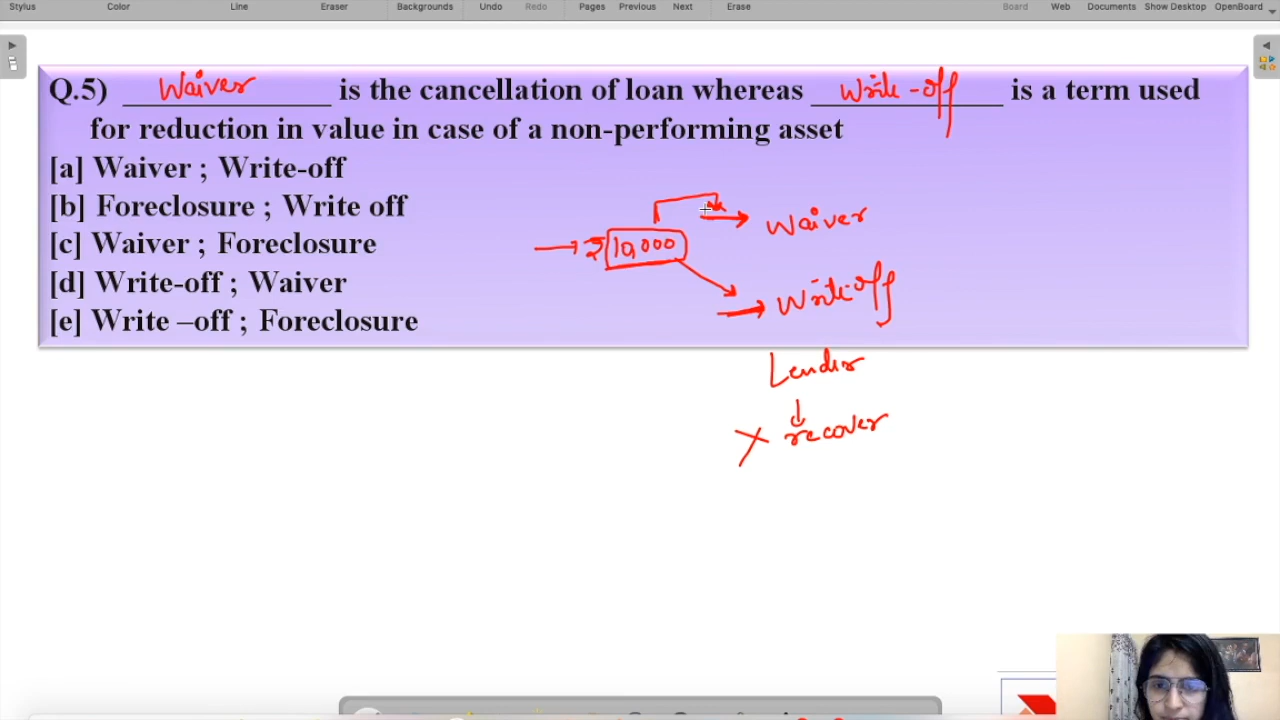 Styles Color Line Eraser Backgrounds Undo Redo Pages Previous Next Erase Board Web Documents Show Desktop OpenBoard
Q.5) Waiver is the cancellation of loan whereas Write-off is a term used
for reduction in value in case of a non-performing asset
[a] Waiver ; Write-off
[b] Foreclosure ; Write off
[c] Waiver ; Foreclosure
[d] Write-off ; Waiver
[e] Write –off ; Foreclosure
Waiver
₹10,000
Write-off
Lender
recover